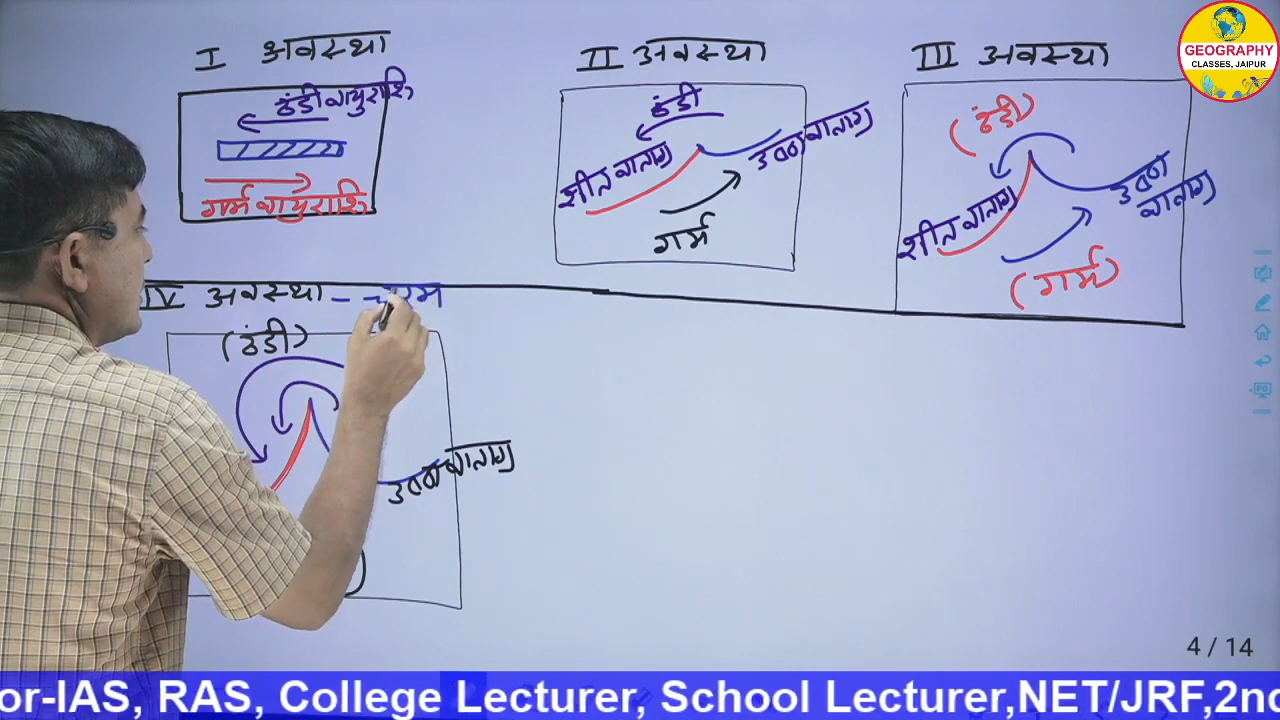 I अवस्था
ठंडी वायुराशि
गर्म वायुराशि
II अवस्था
ठंडी
शीत वाताग्र
उष्ण वाताग्र
गर्म
III अवस्था
(ठंडी)
शीत वाताग्र
उष्ण
वाताग्र
(गर्म)
IV अवस्था -
(ठंडी)
उष्ण वाताग्र
GEOGRAPHY
CLASSES, JAIPUR
4 / 14
or-IAS, RAS, College Lecturer, School Lecturer,NET/JRF,2nd